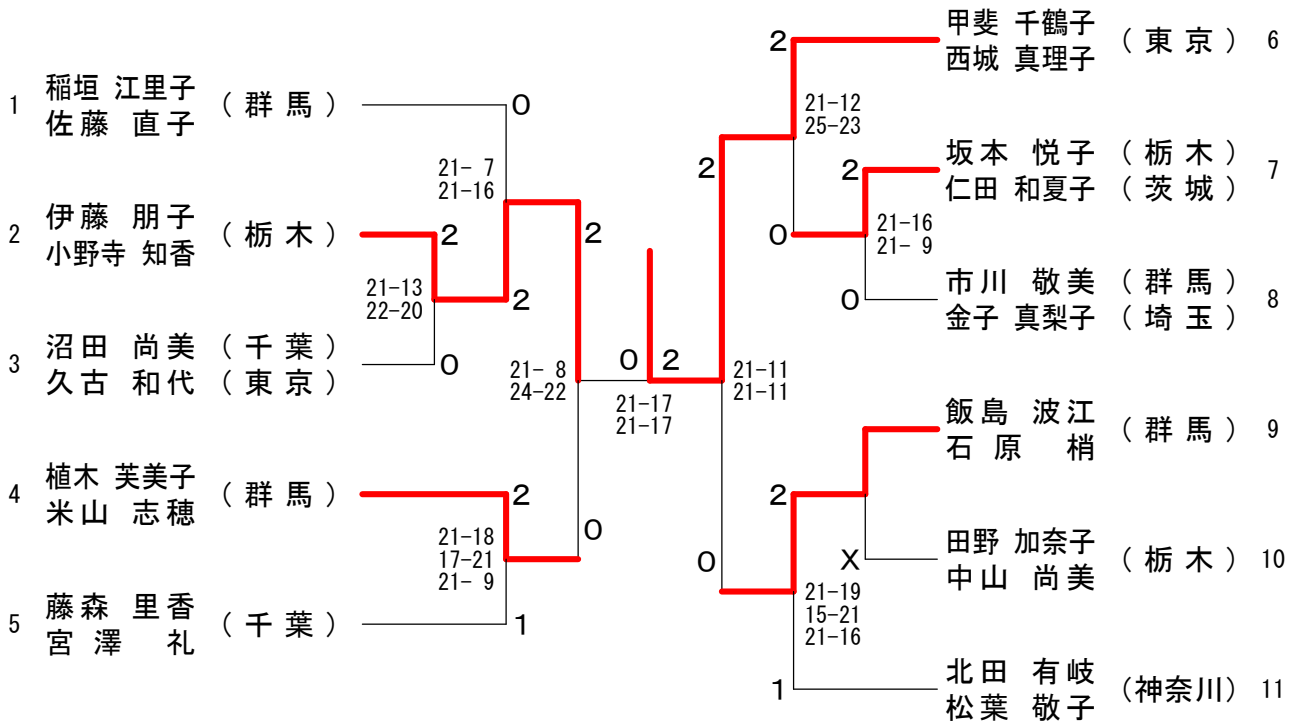 1 稲垣 江里子 (群馬)
佐藤 直子
0
21- 7
21-16
2 伊藤 朋子 (栃木)
小野寺 知香
2
2
2
21-13
22-20
3 沼田 尚美 (千葉)
久古 和代 (東京)
0
21- 8
24-22
4 植木 芙美子 (群馬)
米山 志穂
2
0
21-18
17-21
21- 9
5 藤森 里香 (千葉)
宮澤 礼
1
0 2
21-17
21-17
甲斐 千鶴子 (東京) 6
西城 真理子
2
21-12
25-23
2
坂本 悦子 (栃木) 7
仁田 和夏子 (茨城)
2
0
21-16
21- 9
市川 敬美 (群馬) 8
金子 真梨子 (埼玉)
0
21-11
21-11
飯島 波江 (群馬) 9
石原 梢
2
0
田野 加奈子 (栃木) 10
中山 尚美
X
21-19
15-21
21-16
北田 有岐 (神奈川) 11
松葉 敬子
1